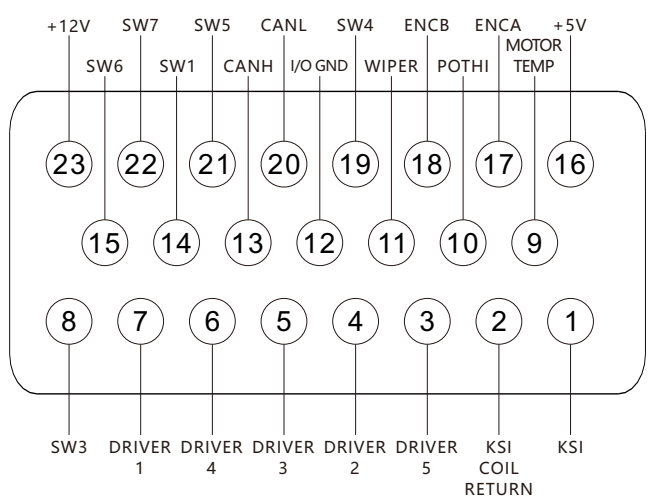 +12V SW7 SW5 CANL SW4 ENCB ENCA +5V
SW6 SW1 CANH I/O GND WIPER POTHI MOTOR
TEMP
23 22 21 20 19 18 17 16
15 14 13 12 11 10 9
8 7 6 5 4 3 2 1
SW3 DRIVER DRIVER DRIVER DRIVER DRIVER KSI KSI
1 4 3 2 5 COIL
RETURN